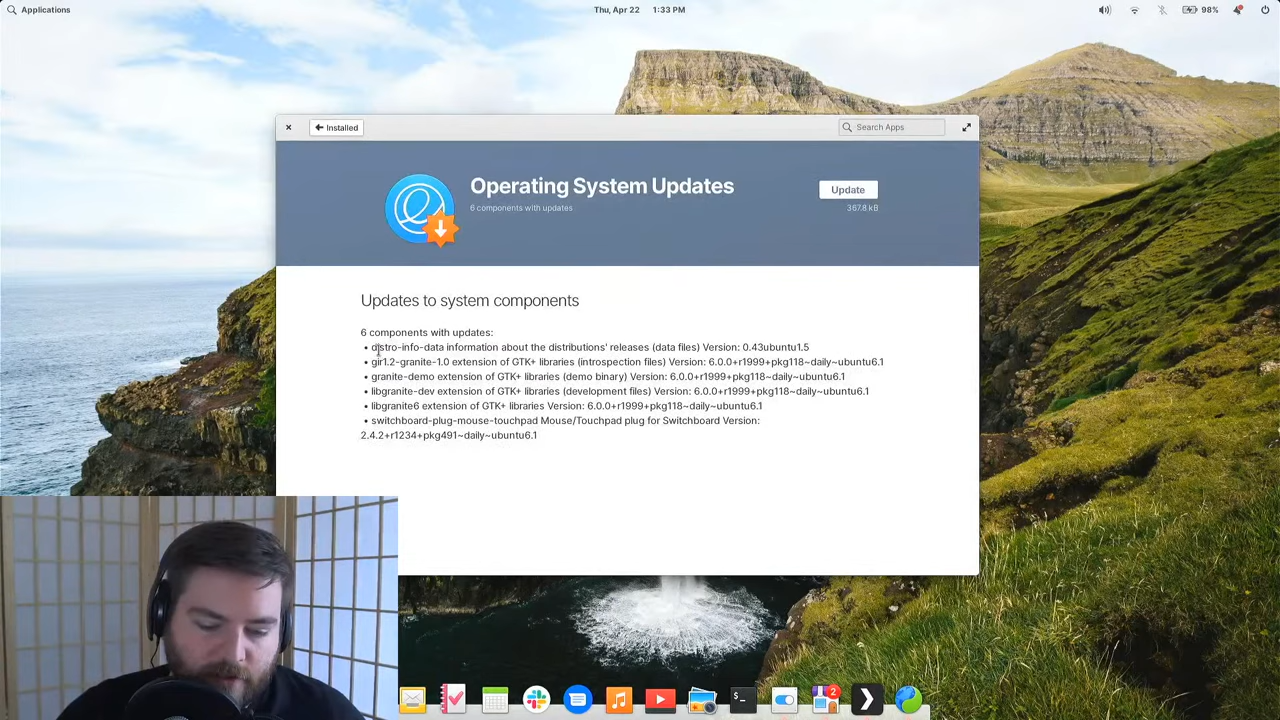 Applications
Thu, Apr 22 1:33 PM
98%
Installed
Search Apps
Operating System Updates
6 components with updates
Update
367.8 kB
Updates to system components
6 components with updates:
• distro-info-data information about the distributions' releases (data files) Version: 0.43ubuntu1.5
• gir1.2-granite-1.0 extension of GTK+ libraries (introspection files) Version: 6.0.0+r1999+pkg118~daily~ubuntu6.1
• granite-demo extension of GTK+ libraries (demo binary) Version: 6.0.0+r1999+pkg118~daily~ubuntu6.1
• libgranite-dev extension of GTK+ libraries (development files) Version: 6.0.0+r1999+pkg118~daily~ubuntu6.1
• libgranite6 extension of GTK+ libraries Version: 6.0.0+r1999+pkg118~daily~ubuntu6.1
• switchboard-plug-mouse-touchpad Mouse/Touchpad plug for Switchboard Version:
2.4.2+r1234+pkg491~daily~ubuntu6.1
2